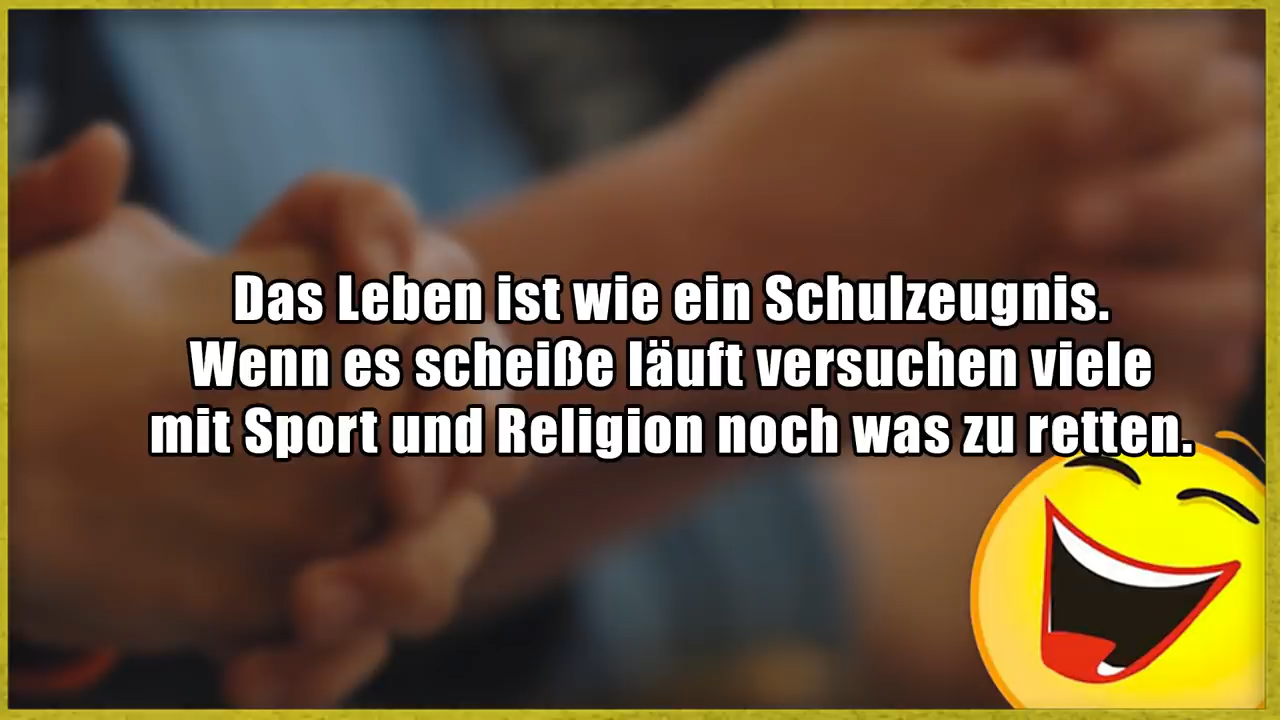 Das Leben ist wie ein Schulzeugnis.
Wenn es scheiße läuft versuchen viele
mit Sport und Religion noch was zu retten.